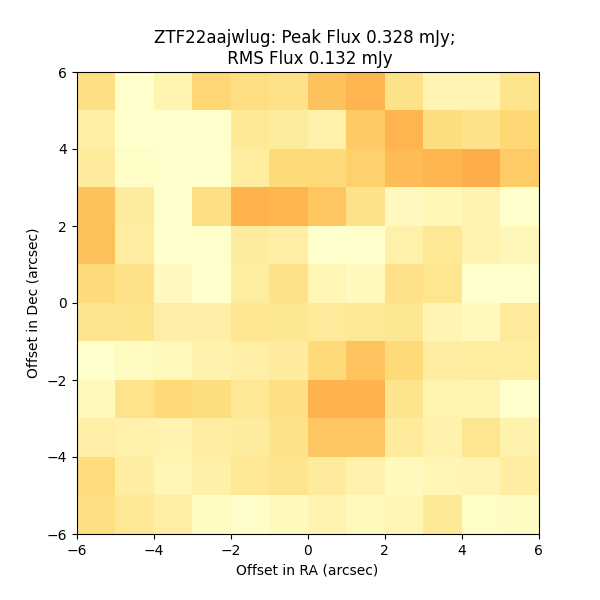 ZTF22aajwlug: Peak Flux 0.328 mJy;
RMS Flux 0.132 mJy
6
4
2
0
−2
−4
−6
Offset in Dec (arcsec)
−6 −4 −2 0 2 4 6
Offset in RA (arcsec)